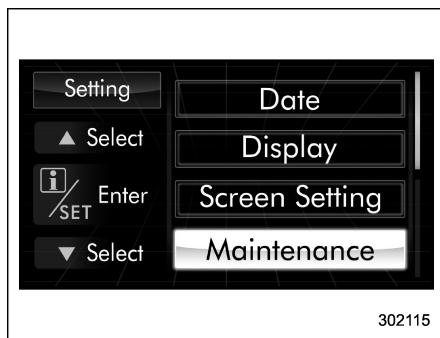 Setting
▲ Select
i/SET Enter
▼ Select
Date
Display
Screen Setting
Maintenance
302115